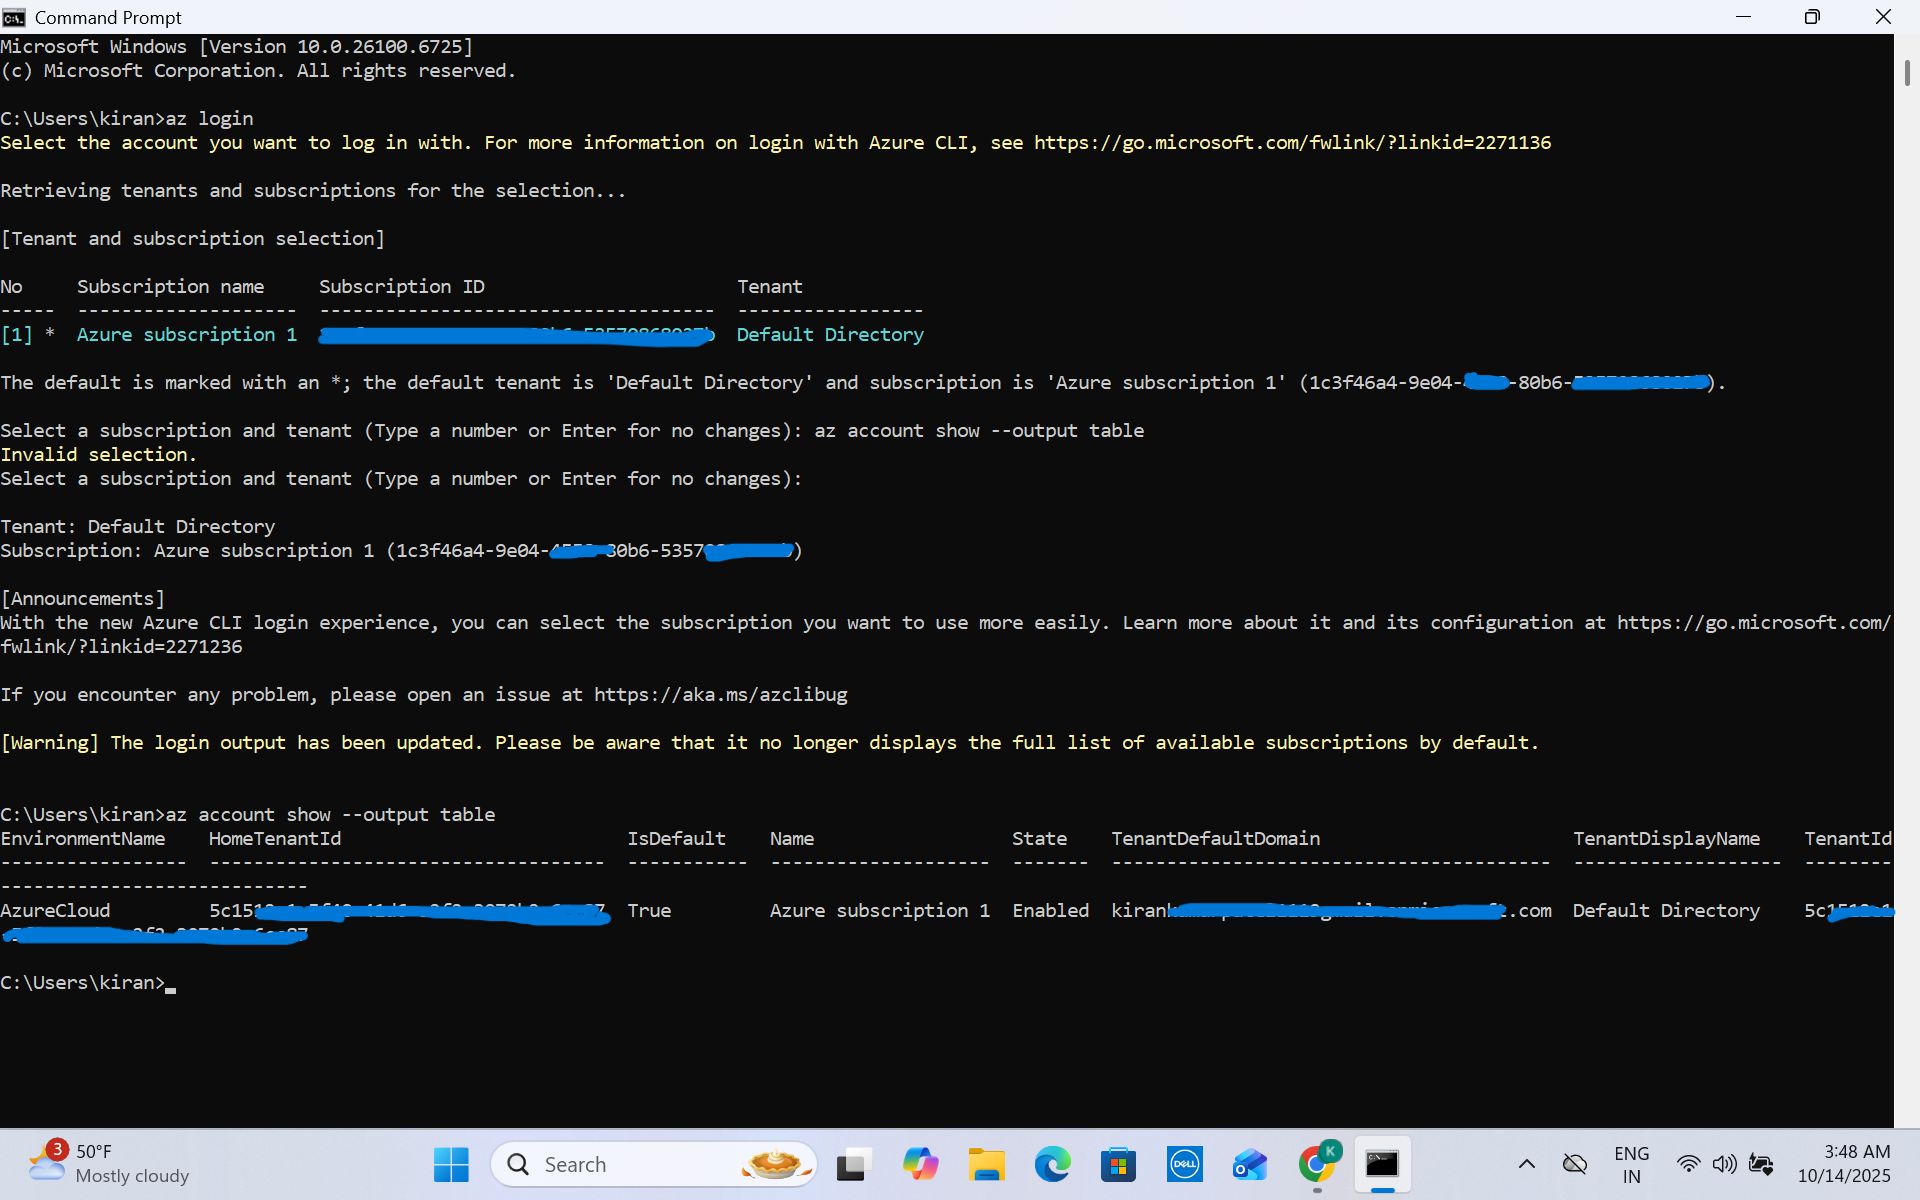 Command Prompt
Microsoft Windows [Version 10.0.26100.6725]
(c) Microsoft Corporation. All rights reserved.
C:\Users\kiran>az login
Select the account you want to log in with. For more information on login with Azure CLI, see https://go.microsoft.com/fwlink/?linkid=2271136
Retrieving tenants and subscriptions for the selection...
[Tenant and subscription selection]
No     Subscription name     Subscription ID                       Tenant
-----  --------------------  ------------------------------------  -----------------
[1] *  Azure subscription 1  Default Directory
The default is marked with an *; the default tenant is 'Default Directory' and subscription is 'Azure subscription 1' (1c3f46a4-9e04- -80b6- ).
Select a subscription and tenant (Type a number or Enter for no changes): az account show --output table
Invalid selection.
Select a subscription and tenant (Type a number or Enter for no changes):
Tenant: Default Directory
Subscription: Azure subscription 1 (1c3f46a4-9e04- 80b6-5357 )
[Announcements]
With the new Azure CLI login experience, you can select the subscription you want to use more easily. Learn more about it and its configuration at https://go.microsoft.com/
fwlink/?linkid=2271236
If you encounter any problem, please open an issue at https://aka.ms/azclibug
[Warning] The login output has been updated. Please be aware that it no longer displays the full list of available subscriptions by default.
C:\Users\kiran>az account show --output table
EnvironmentName    HomeTenantId                          IsDefault    Name                  State    TenantDefaultDomain                       TenantDisplayName    TenantId
-----------------  ------------------------------------  -----------  --------------------  -------  ----------------------------------------  -------------------  --------
----------------------------
AzureCloud         5c15  True         Azure subscription 1  Enabled  kiran .com  Default Directory    5c
C:\Users\kiran>
3
50°F
Mostly cloudy
Search
DELL
K
ENG
IN
3:48 AM
10/14/2025